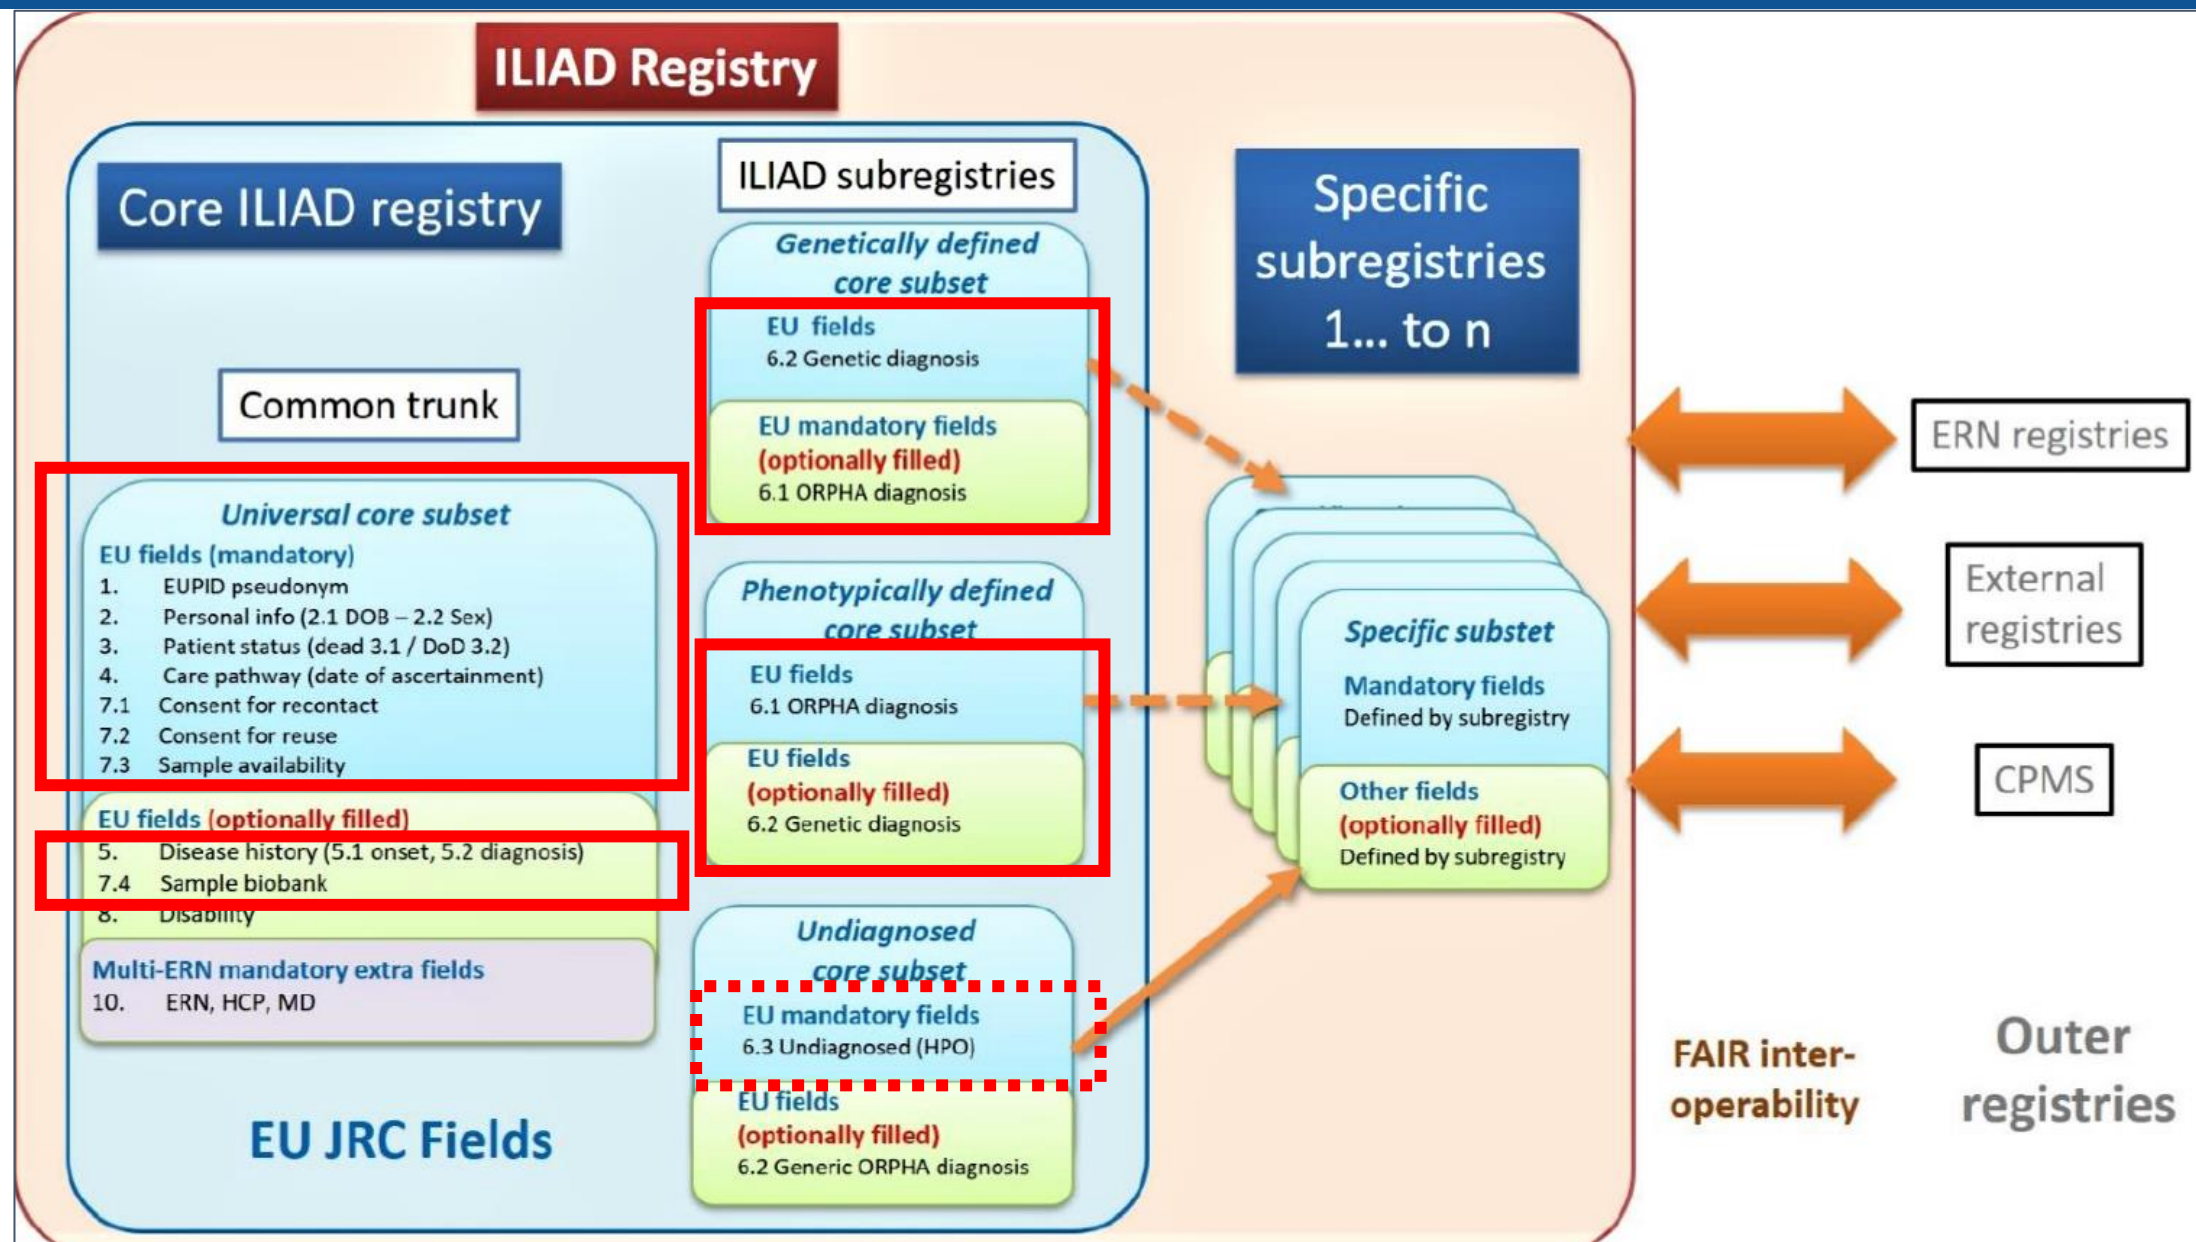 ILIAD Registry
Core ILIAD registry
Common trunk
Universal core subset
EU fields (mandatory)
1. EUPID pseudonym
2. Personal info (2.1 DOB – 2.2 Sex)
3. Patient status (dead 3.1 / DoD 3.2)
4. Care pathway (date of ascertainment)
7.1 Consent for recontact
7.2 Consent for reuse
7.3 Sample availability
EU fields (optionally filled)
5. Disease history (5.1 onset, 5.2 diagnosis)
7.4 Sample biobank
8. Disability
Multi-ERN mandatory extra fields
10. ERN, HCP, MD
EU JRC Fields
ILIAD subregistries
Genetically defined
core subset
EU fields
6.2 Genetic diagnosis
EU mandatory fields
(optionally filled)
6.1 ORPHA diagnosis
Phenotypically defined
core subset
EU fields
6.1 ORPHA diagnosis
EU fields
(optionally filled)
6.2 Genetic diagnosis
Undiagnosed
core subset
EU mandatory fields
6.3 Undiagnosed (HPO)
EU fields
(optionally filled)
6.2 Generic ORPHA diagnosis
Specific
subregistries
1... to n
Specific substet
Mandatory fields
Defined by subregistry
Other fields
(optionally filled)
Defined by subregistry
ERN registries
External
registries
CPMS
FAIR inter-
operability
Outer
registries